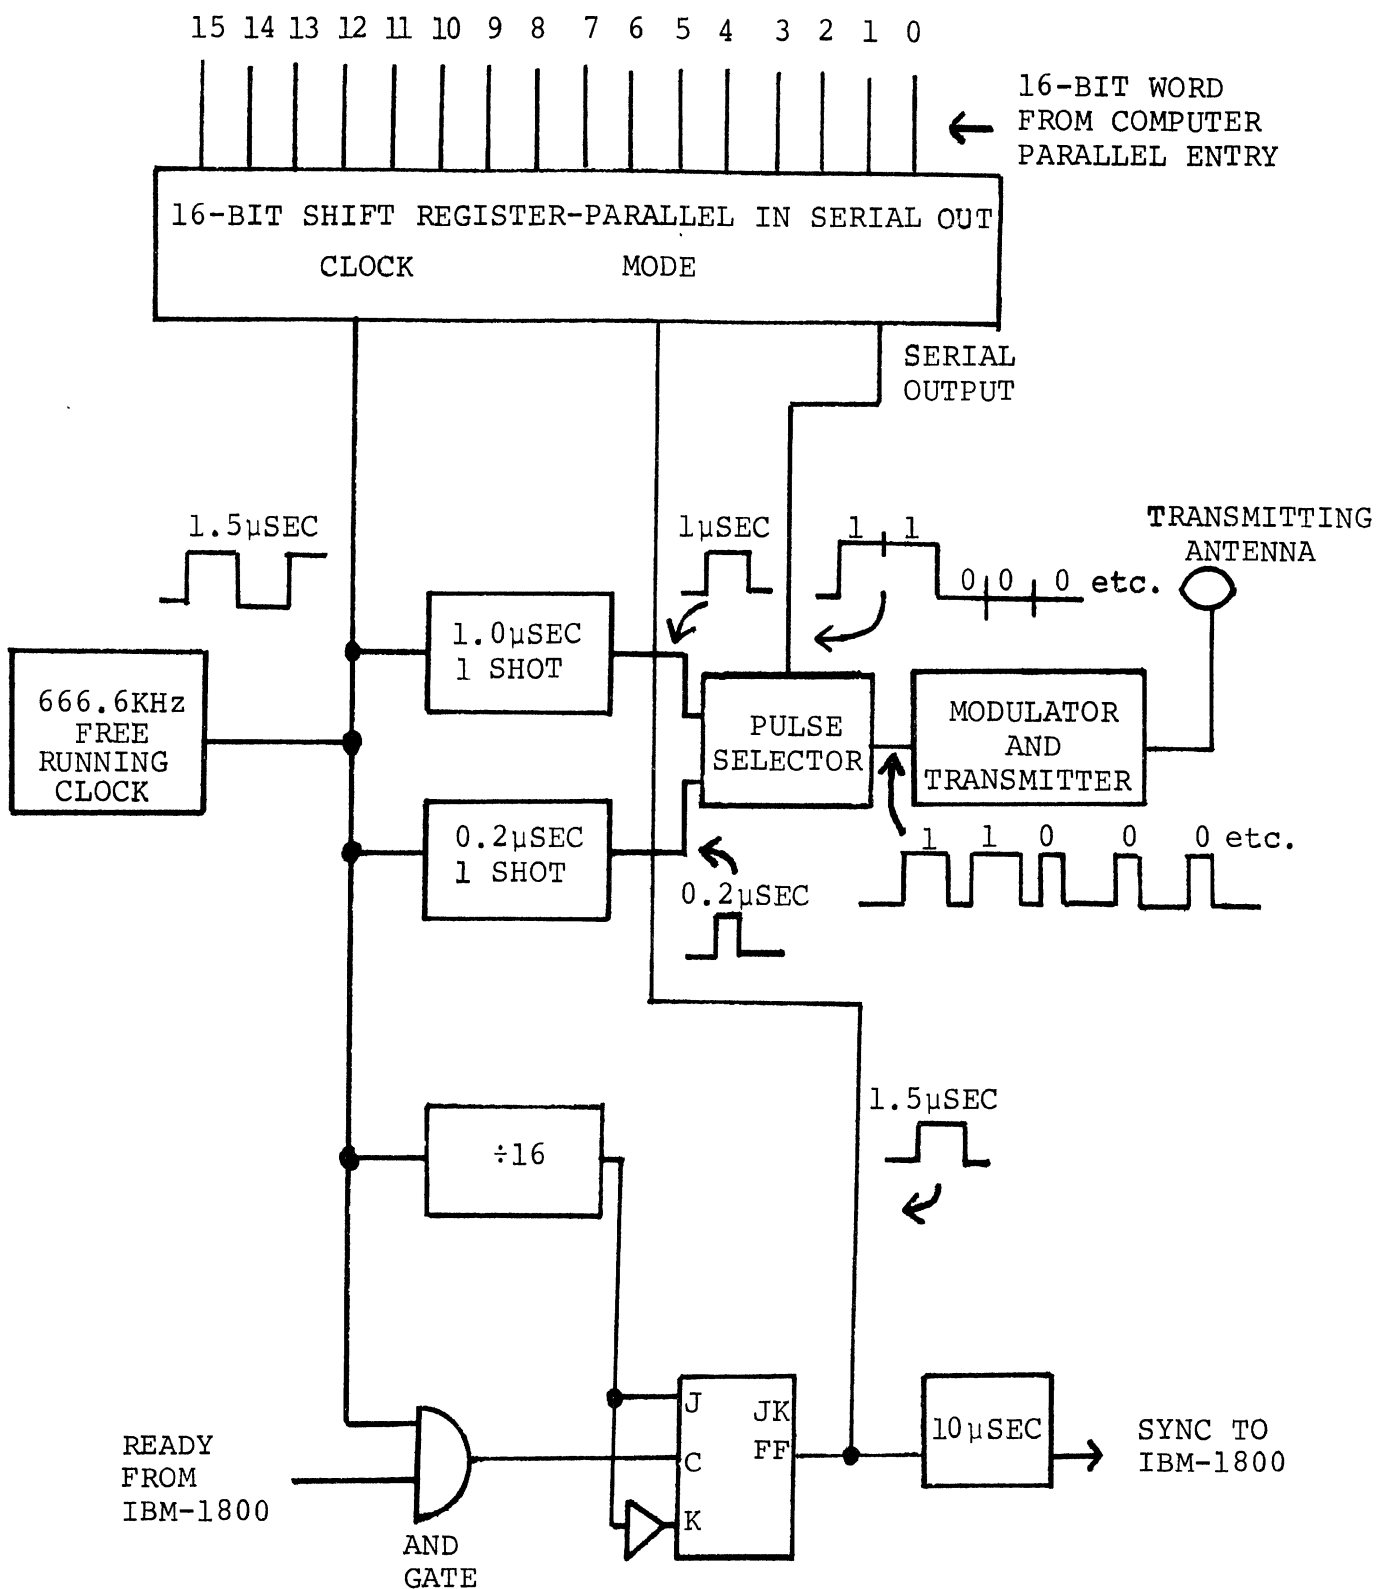 15 14 13 12 11 10 9 8 7 6 5 4 3 2 1 0
16-BIT WORD
FROM COMPUTER
PARALLEL ENTRY
16-BIT SHIFT REGISTER-PARALLEL IN SERIAL OUT
CLOCK MODE
SERIAL
OUTPUT
1.5µSEC
1µSEC
1 1
0 0 0 etc.
TRANSMITTING
ANTENNA
1.0µSEC
1 SHOT
666.6KHz
FREE
RUNNING
CLOCK
PULSE
SELECTOR
MODULATOR
AND
TRANSMITTER
0.2µSEC
1 SHOT
1 1 0 0 0 etc.
0.2µSEC
1.5µSEC
÷16
J
C
K
JK
FF
10µSEC
SYNC TO
IBM-1800
READY
FROM
IBM-1800
AND
GATE